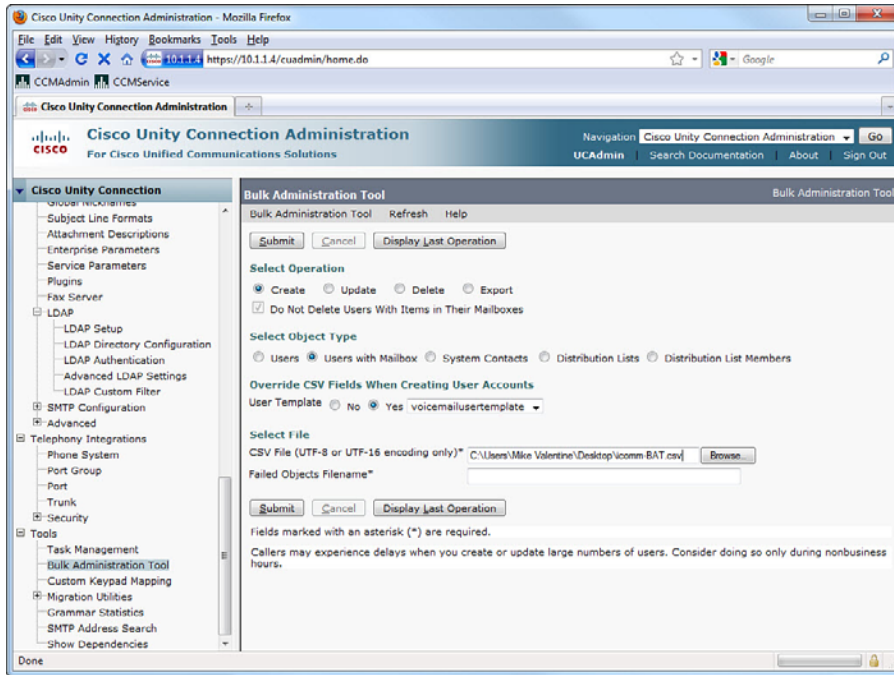 Cisco Unity Connection Administration - Mozilla Firefox
File Edit View History Bookmarks Tools Help
10.1.1.4 https://10.1.1.4/cuadmin/home.do
Google
CCMAdmin CCMService
Cisco Unity Connection Administration
CISCO
Cisco Unity Connection Administration
For Cisco Unified Communications Solutions
Navigation Cisco Unity Connection Administration Go
UCAdmin Search Documentation About Sign Out
Cisco Unity Connection
Global Nicknames
Subject Line Formats
Attachment Descriptions
Enterprise Parameters
Service Parameters
Plugins
Fax Server
LDAP
LDAP Setup
LDAP Directory Configuration
LDAP Authentication
Advanced LDAP Settings
LDAP Custom Filter
SMTP Configuration
Advanced
Telephony Integrations
Phone System
Port Group
Port
Trunk
Security
Tools
Task Management
Bulk Administration Tool
Custom Keypad Mapping
Migration Utilities
Grammar Statistics
SMTP Address Search
Show Dependencies
Bulk Administration Tool
Bulk Administration Tool
Bulk Administration Tool Refresh Help
Submit Cancel Display Last Operation
Select Operation
Create Update Delete Export
Do Not Delete Users With Items in Their Mailboxes
Select Object Type
Users Users with Mailbox System Contacts Distribution Lists Distribution List Members
Override CSV Fields When Creating User Accounts
User Template No Yes voicemailusertemplate
Select File
CSV File (UTF-8 or UTF-16 encoding only)* C:\Users\Mike Valentine\Desktop\icomm-BAT.csv Browse...
Failed Objects Filename*
Submit Cancel Display Last Operation
Fields marked with an asterisk (*) are required.
Callers may experience delays when you create or update large numbers of users. Consider doing so only during nonbusiness
hours.
Done